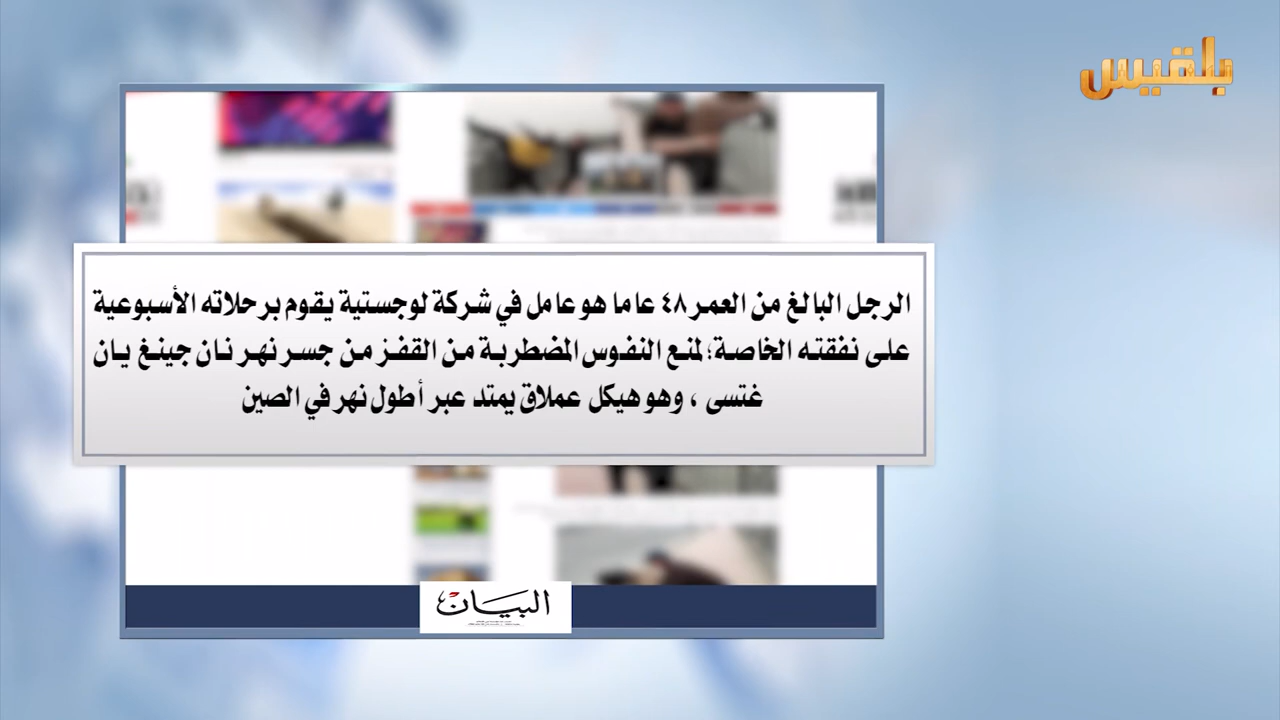 بلقيس
الرجل البالغ من العمر ٤٨ عاما هو عامل في شركة لوجستية يقوم برحلاته الأسبوعية
على نفقته الخاصة؛ لمنع النفوس المضطربة من القفز من جسر نهر نان جينغ يان
غتسى ، وهو هيكل عملاق يمتد عبر أطول نهر في الصين
البيان